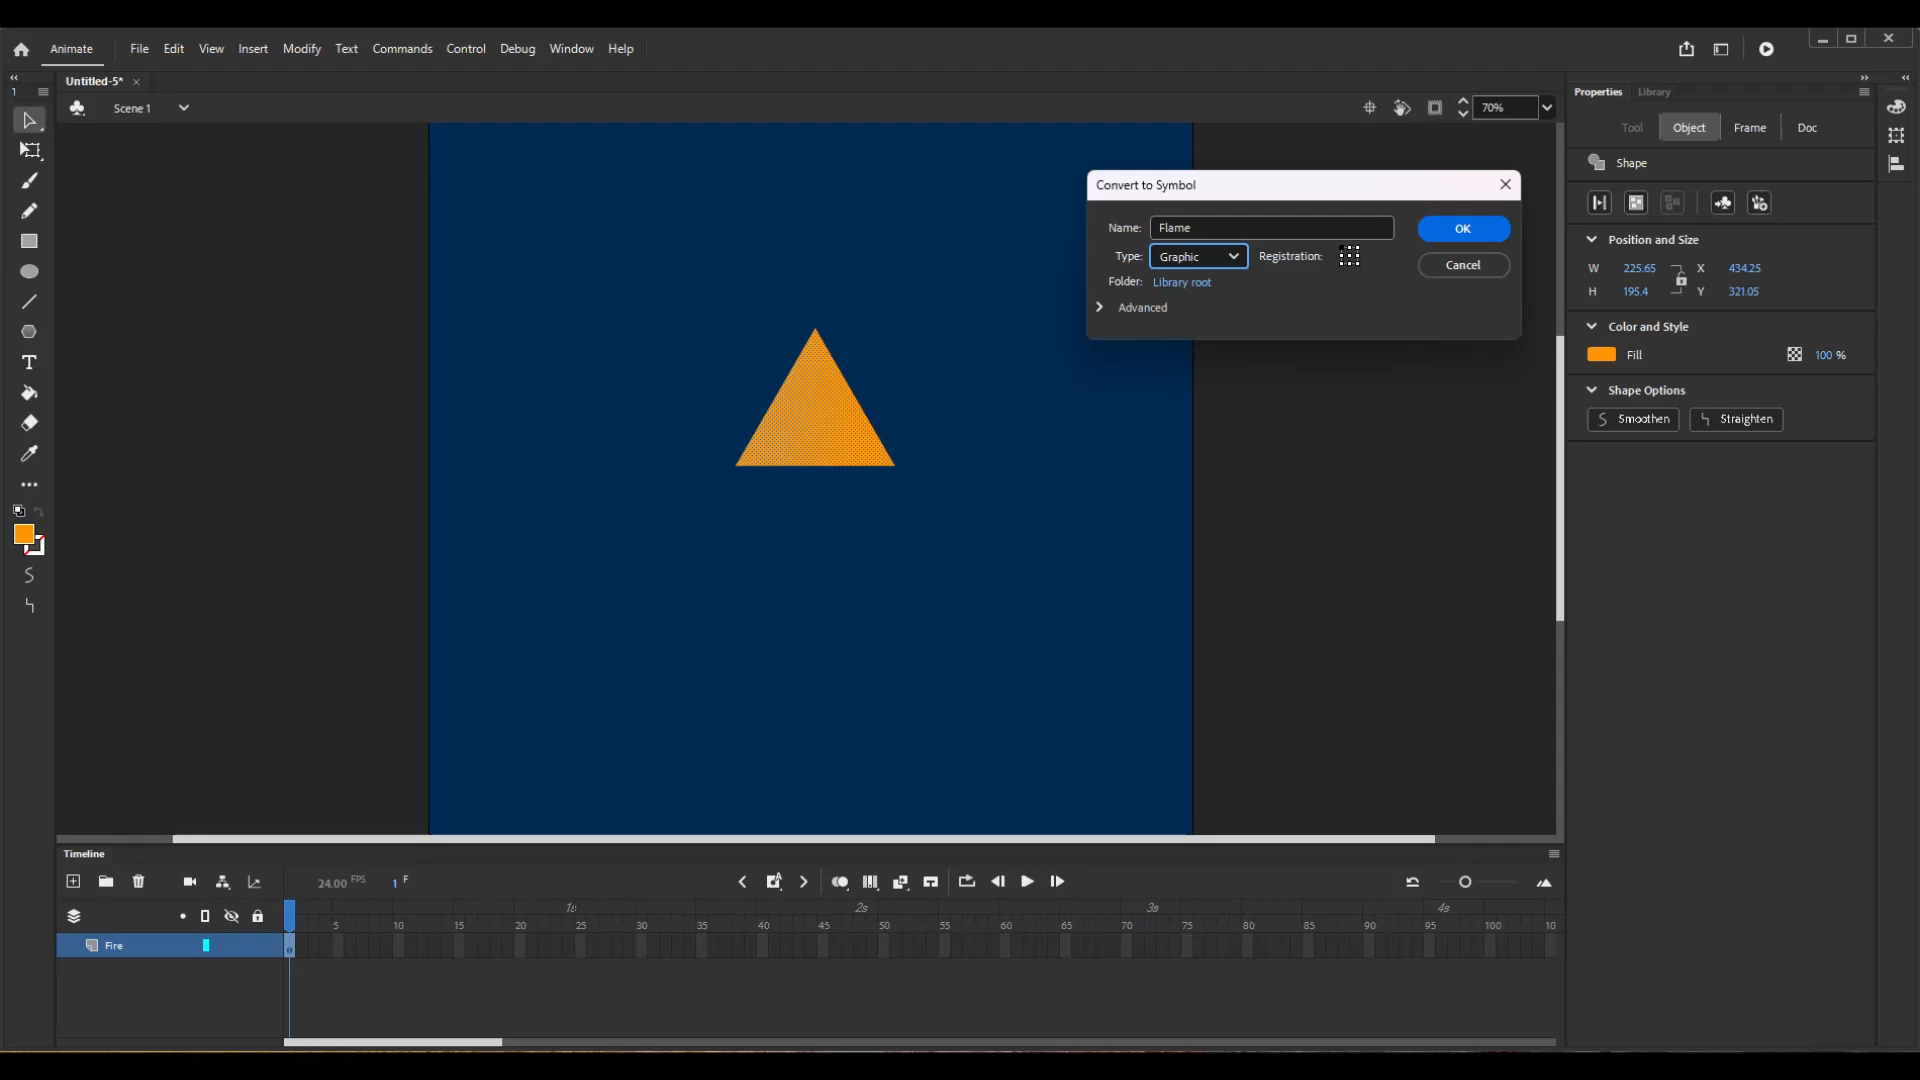 Animate File Edit View Insert Modify Text Commands Control Debug Window Help
1 Untitled-5* Properties Library
Scene 1 70%
Tool Object Frame Doc
Shape
Convert to Symbol
Name: Flame OK
Type: Graphic Registration: Cancel
Folder: Library root
Advanced
Position and Size
W 225.65 X 434.25
H 195.4 Y 321.05
Color and Style
Fill 100 %
Shape Options
Smoothen Straighten
T
Timeline
24.00 FPS 1 F
1s 2s 3s 4s
5 10 15 20 25 30 35 40 45 50 55 60 65 70 75 80 85 90 95 100 10
Fire